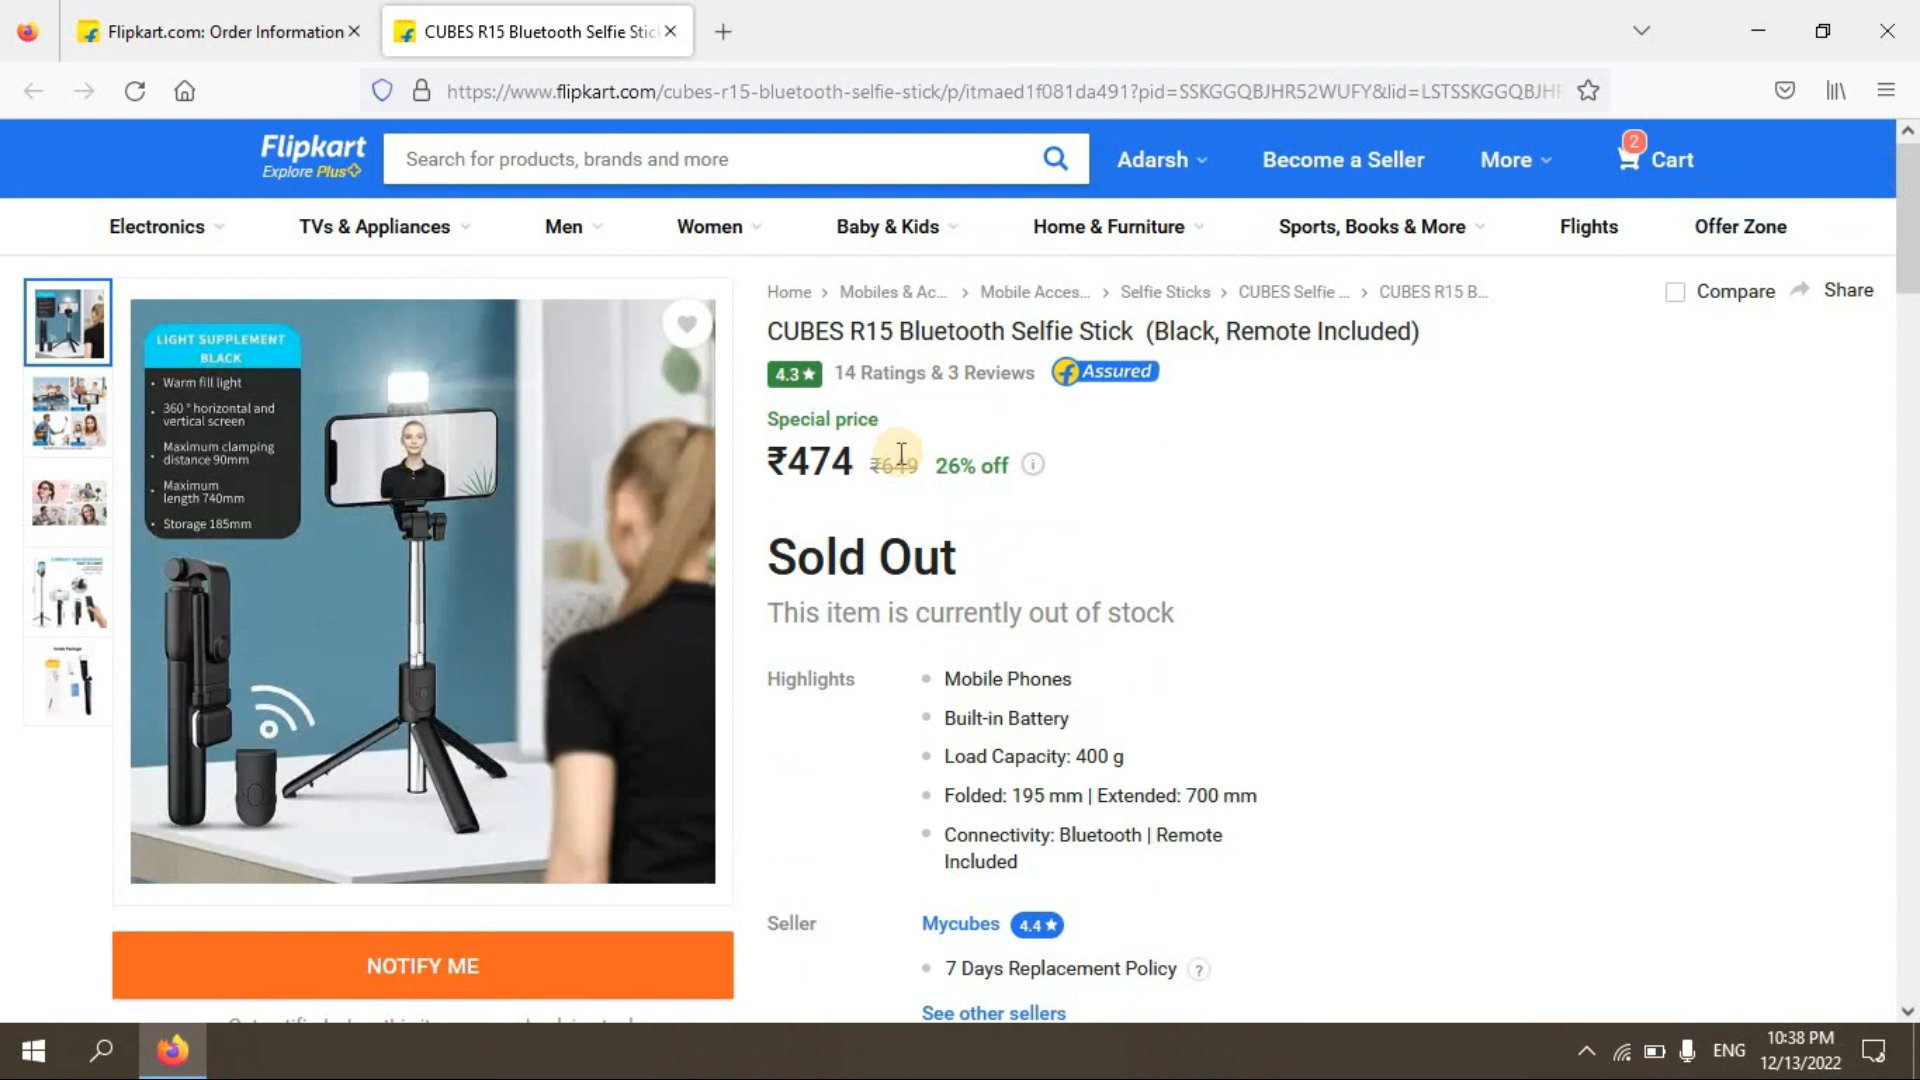 Flipkart.com: Order Information
CUBES R15 Bluetooth Selfie Stic
https://www.flipkart.com/cubes-r15-bluetooth-selfie-stick/p/itmaed1f081da491?pid=SSKGGQBJHR52WUFY&lid=LSTSSKGGQBJHF
Flipkart
Explore Plus
Search for products, brands and more
Adarsh
Become a Seller
More
2
Cart
Electronics
TVs & Appliances
Men
Women
Baby & Kids
Home & Furniture
Sports, Books & More
Flights
Offer Zone
Home
Mobiles & Ac...
Mobile Acces...
Selfie Sticks
CUBES Selfie ...
CUBES R15 B...
Compare
Share
CUBES R15 Bluetooth Selfie Stick (Black, Remote Included)
4.3★
14 Ratings & 3 Reviews
Assured
Special price
₹474 ₹649 26% off
Sold Out
This item is currently out of stock
Highlights
Mobile Phones
Built-in Battery
Load Capacity: 400 g
Folded: 195 mm | Extended: 700 mm
Connectivity: Bluetooth | Remote
Included
Seller
Mycubes 4.4★
7 Days Replacement Policy ?
See other sellers
LIGHT SUPPLEMENT
BLACK
Warm fill light
360 ° horizontal and
vertical screen
Maximum clamping
distance 90mm
Maximum
length 740mm
Storage 185mm
NOTIFY ME
ENG
10:38 PM
12/13/2022